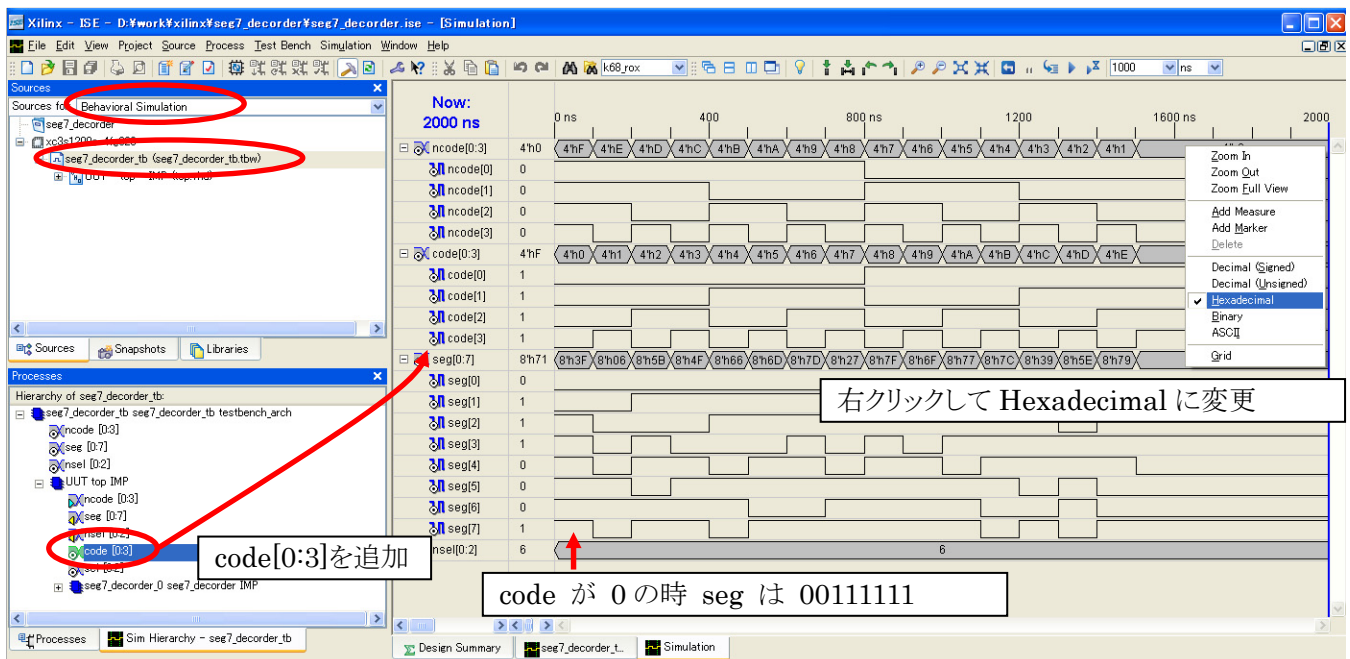 Xilinx - ISE - D:¥work¥xilinx¥seg7_decorder¥seg7_decorder.ise - [Simulation]
File Edit View Project Source Process Test Bench Simulation Window Help
k68_rox 1000 ns
Sources
Sources for: Behavioral Simulation
seg7_decorder
seg7_decorder_tb (seg7_decorder_tb.tbw)
UUT - top - IMP (top.vhd)
Sources Snapshots Libraries
Processes
Hierarchy of seg7_decorder_tb:
seg7_decorder_tb seg7_decorder_tb testbench_arch
ncode [0:3]
seg [0:7]
nsel [0:2]
UUT top IMP
ncode [0:3]
seg [0:7]
nsel [0:2]
code [0:3]
sel [0:2]
seg7_decorder_0 seg7_decorder IMP
code[0:3]を追加
Processes Sim Hierarchy - seg7_decorder_tb
Now:
2000 ns
0 ns 400 800 ns 1200 1600 ns 2000
ncode[0:3] 4'h0 4'hF 4'hE 4'hD 4'hC 4'hB 4'hA 4'h9 4'h8 4'h7 4'h6 4'h5 4'h4 4'h3 4'h2 4'h1
ncode[0] 0
ncode[1] 0
ncode[2] 0
ncode[3] 0
code[0:3] 4'hF 4'h0 4'h1 4'h2 4'h3 4'h4 4'h5 4'h6 4'h7 4'h8 4'h9 4'hA 4'hB 4'hC 4'hD 4'hE
code[0] 1
code[1] 1
code[2] 1
code[3] 1
seg[0:7] 8'h71 8'h3F 8'h06 8'h5B 8'h4F 8'h66 8'h6D 8'h7D 8'h27 8'h7F 8'h6F 8'h77 8'h7C 8'h39 8'h5E 8'h79
seg[0] 0
seg[1] 1
seg[2] 1
seg[3] 1
seg[4] 0
seg[5] 0
seg[6] 0
seg[7] 1
nsel[0:2] 6 6
Zoom In
Zoom Out
Zoom Full View
Add Measure
Add Marker
Delete
Decimal (Signed)
Decimal (Unsigned)
Hexadecimal
Binary
ASCII
Grid
右クリックして Hexadecimal に変更
code が 0 の時 seg は 00111111
Design Summary seg7_decorder_t... Simulation